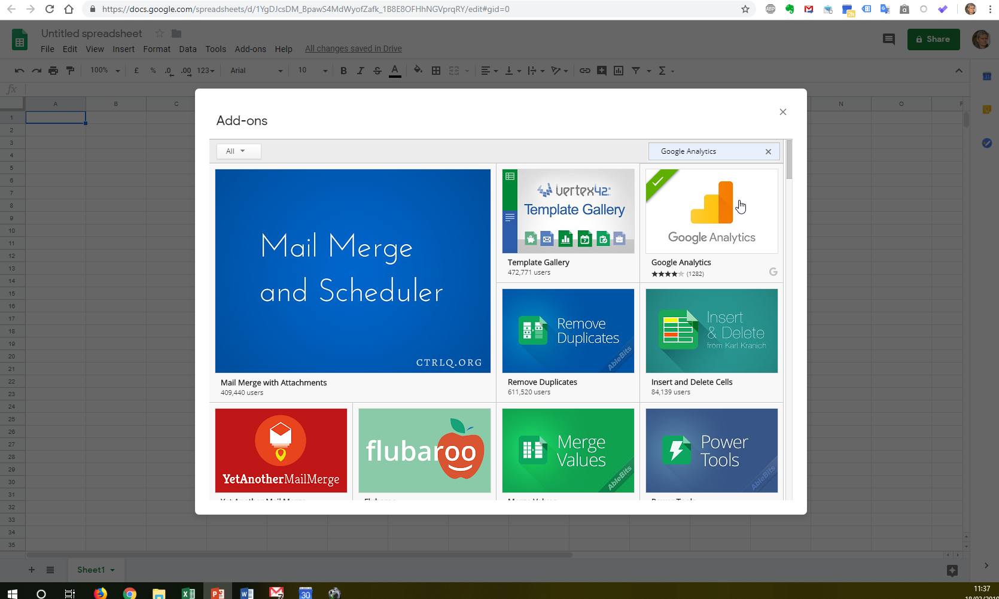 https://docs.google.com/spreadsheets/d/1YgDJcsDM_BpawS4MdWyofZafk_1B8E8OFHhNGVprqRY/edit#gid=0
ABP
2h
Untitled spreadsheet
File Edit View Insert Format Data Tools Add-ons Help All changes saved in Drive
Share
100% £ % .0 .00 123 Arial 10 B I S A Σ
fx
A B C N O
1
2
3
4
5
6
7
8
9
10
11
12
13
14
15
16
17
18
19
20
21
22
23
24
25
26
27
28
29
30
31
32
33
34
35
Add-ons
All
Google Analytics
Mail Merge
and Scheduler
CTRLQ.ORG
Mail Merge with Attachments
409,440 users
vertex42
Template Gallery
Template Gallery
472,771 users
Google Analytics
Google Analytics
(1282)
Remove
Duplicates
AbleBits
Remove Duplicates
611,520 users
Insert
& Delete
from Karl Kranich
Insert and Delete Cells
84,139 users
YetAnotherMailMerge
flubaroo
Merge
Values
AbleBits
Power
Tools
AbleBits
Sheet1
30
11:37